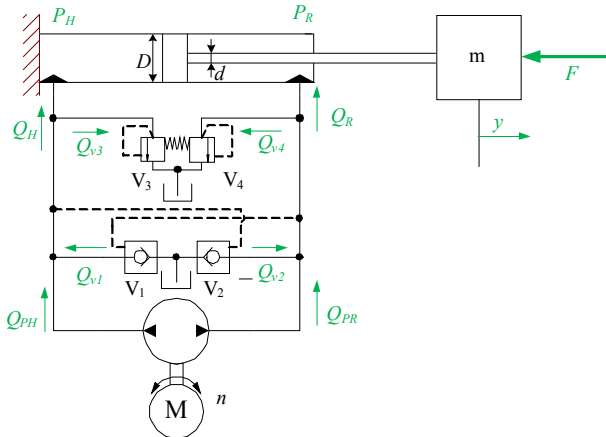 P_H P_R
D d m
F
Q_H Q_R
Q_v3 Q_v4 y
V_3 V_4
Q_v1 V_1 V_2 Q_v2
Q_PH Q_PR
M n